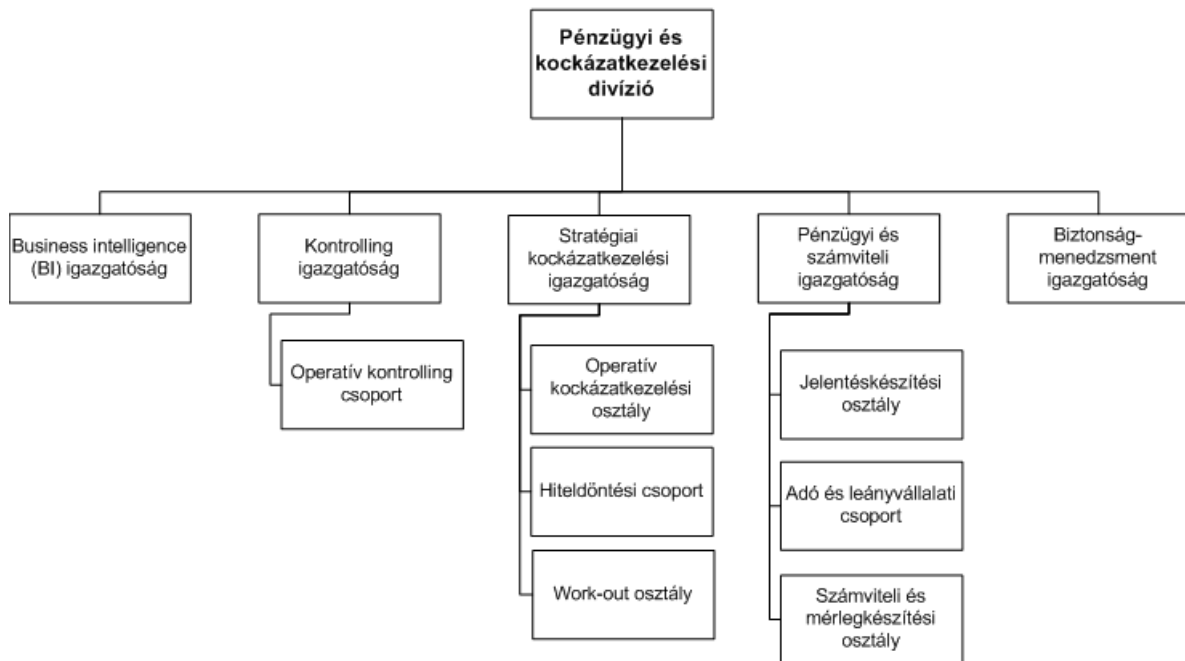 Pénzügyi és
kockázatkezelési
divízió
Business intelligence
(BI) igazgatóság
Kontrolling
igazgatóság
Stratégiai
kockázatkezelési
igazgatóság
Pénzügyi és
számviteli
igazgatóság
Biztonság-
menedzsment
igazgatóság
Operatív kontrolling
csoport
Operatív
kockázatkezelési
osztály
Jelentéskészítési
osztály
Hiteldöntési csoport
Adó és leányvállalati
csoport
Work-out osztály
Számviteli és
mérlegkészítési
osztály